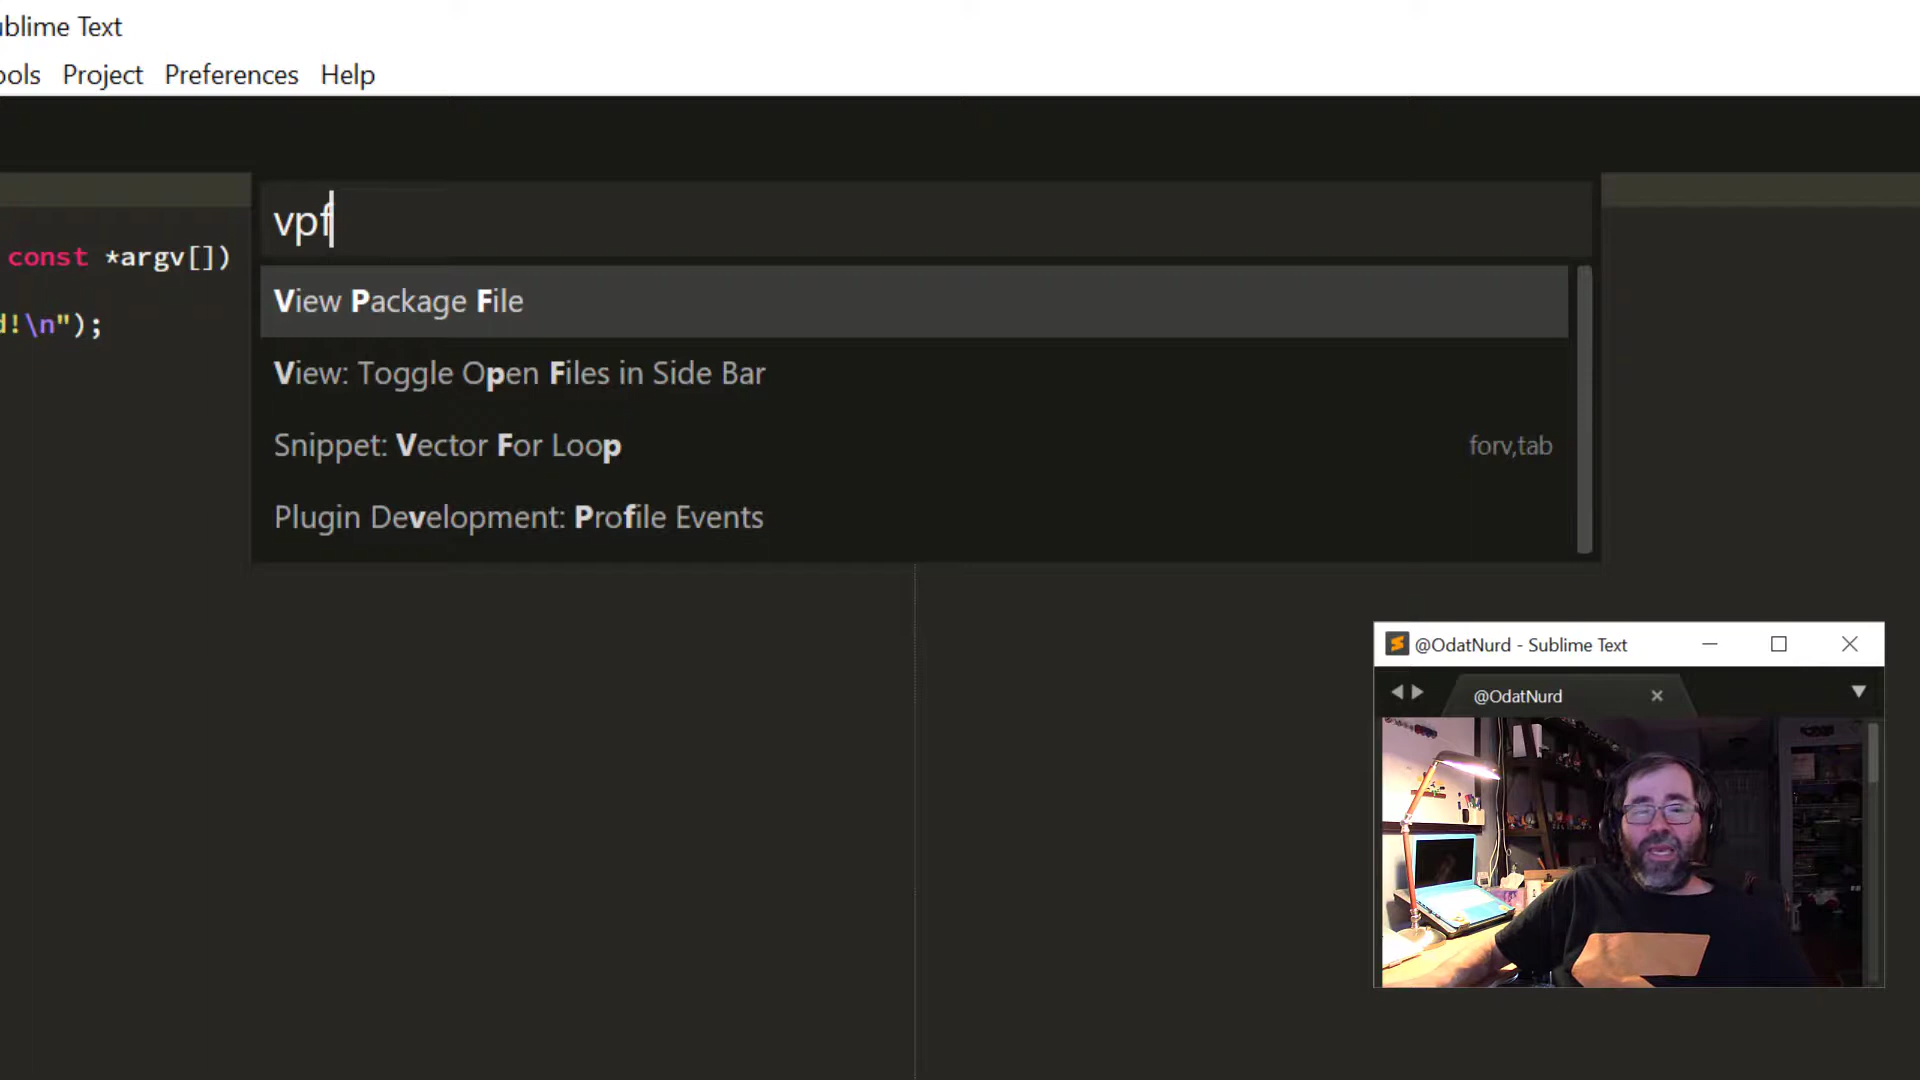 ublime Text
ools Project Preferences Help
vpf
const *argv[])
d!\n");
View Package File
View: Toggle Open Files in Side Bar
Snippet: Vector For Loop forv,tab
Plugin Development: Profile Events
@OdatNurd - Sublime Text
@OdatNurd